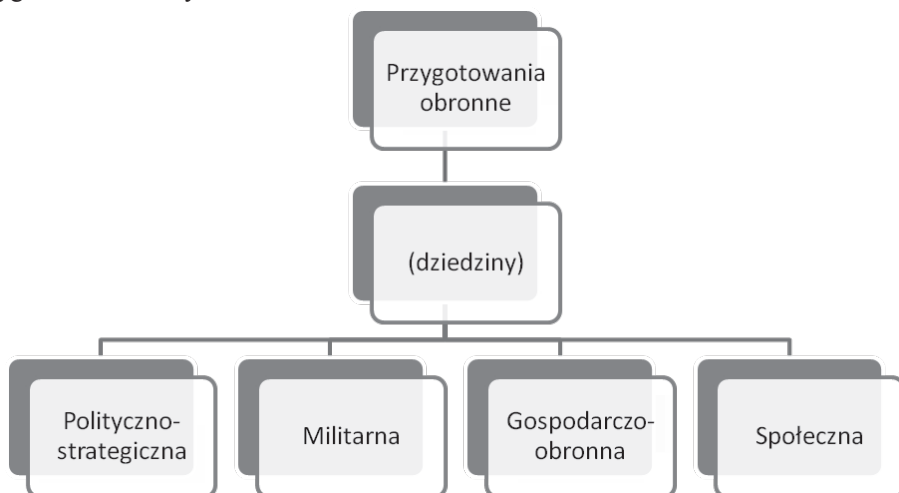 Przygotowania
obronne
(dziedziny)
Polityczno-
strategiczna
Militarna
Gospodarczo-
obronna
Społeczna